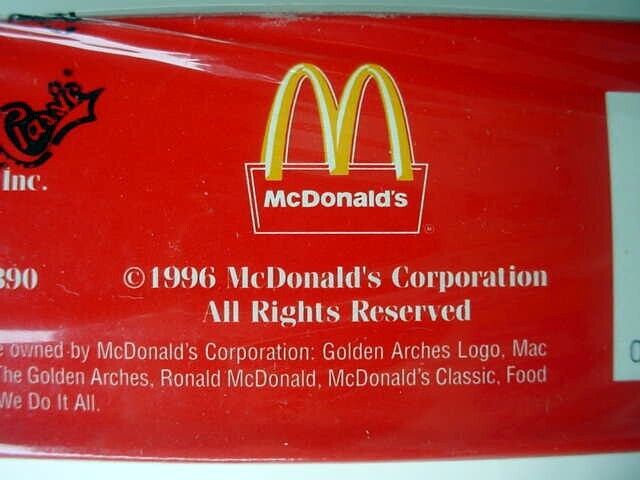 McDonald's
Inc.
390
©1996 McDonald's Corporation
All Rights Reserved
owned by McDonald's Corporation: Golden Arches Logo, Mac
The Golden Arches, Ronald McDonald, McDonald's Classic, Food
We Do It All.